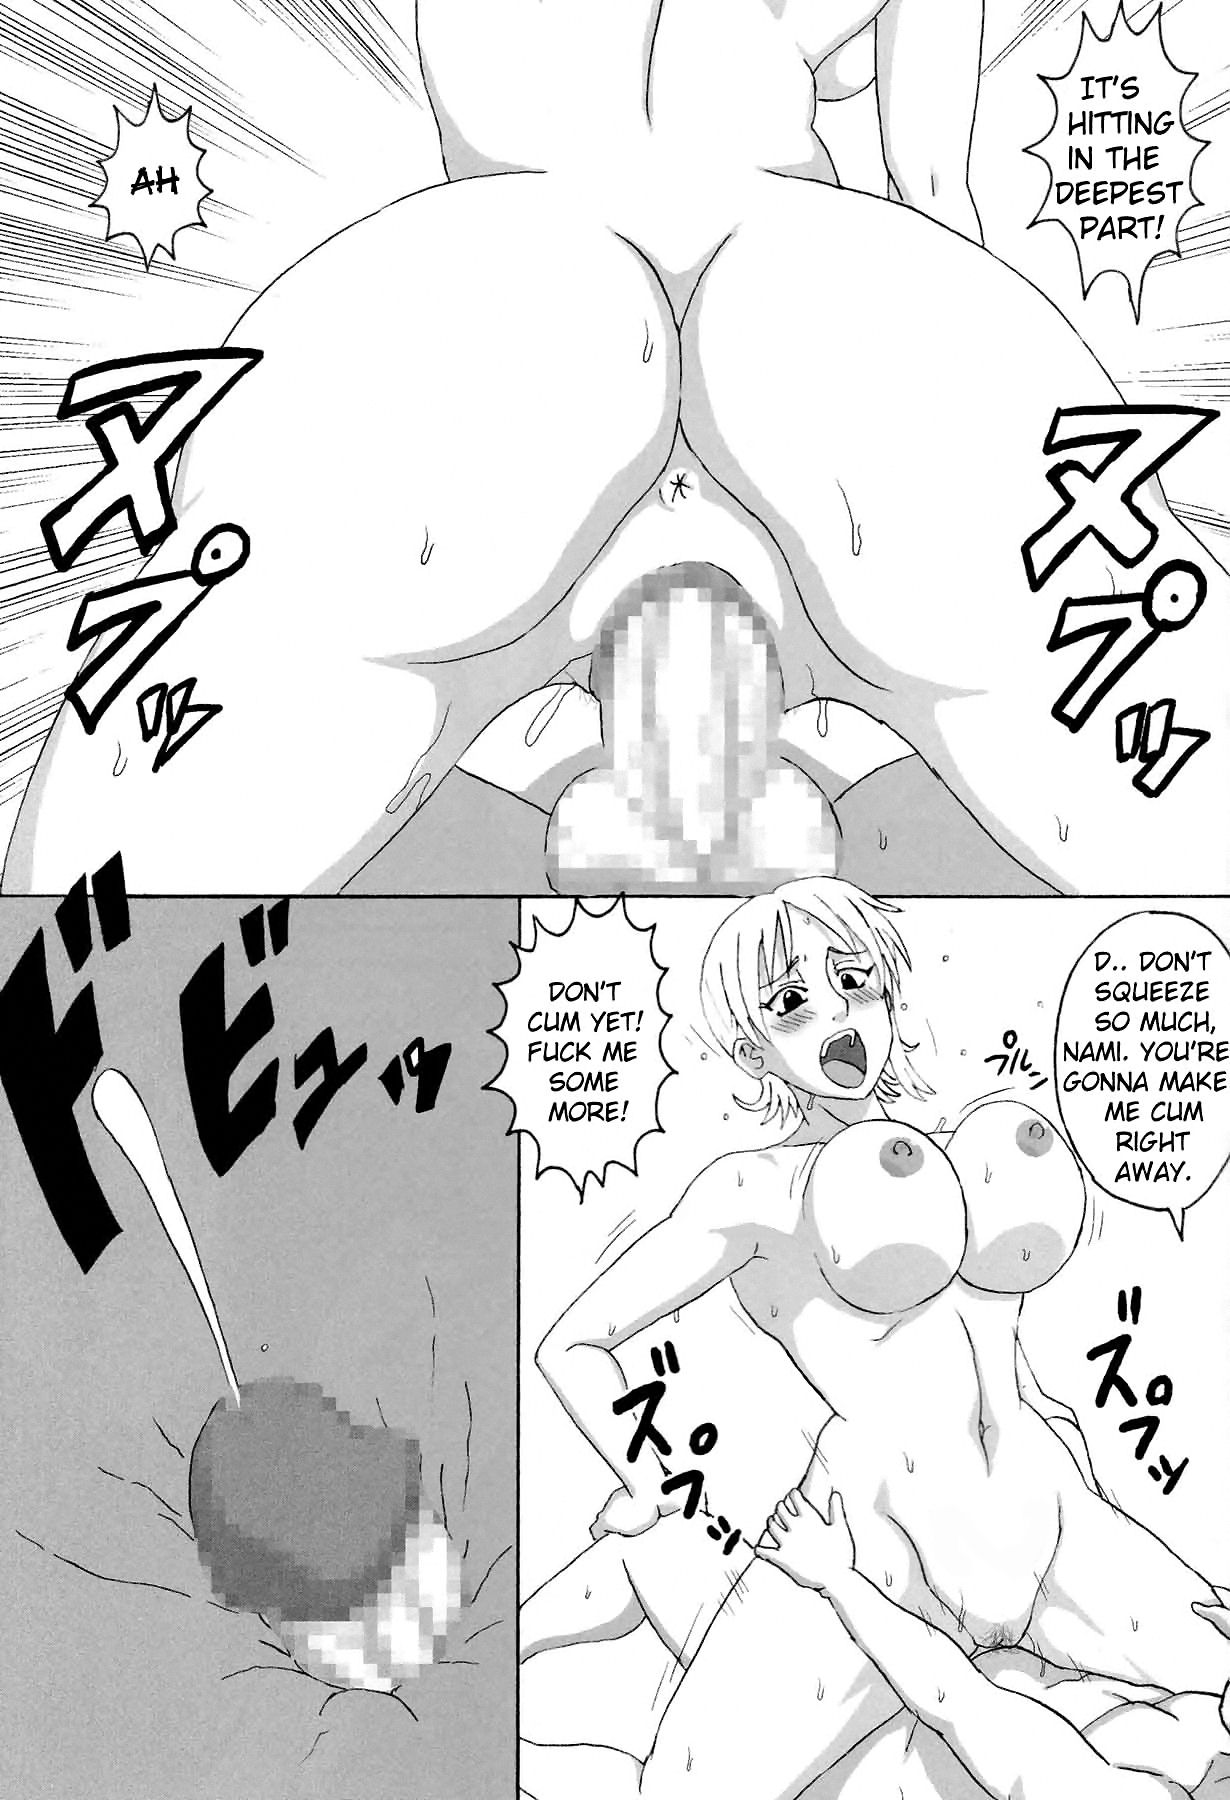 IT'S
HITTING
IN THE
DEEPEST
PART!
AH
ヌプッ
ヌプッ
D.. DON'T
SQUEEZE
SO MUCH,
NAMI. YOU'RE
GONNA MAKE
ME CUM
RIGHT
AWAY.
DON'T
CUM YET!
FUCK ME
SOME
MORE!
プルッ
ズプッ
ズプッ
ドビュッ